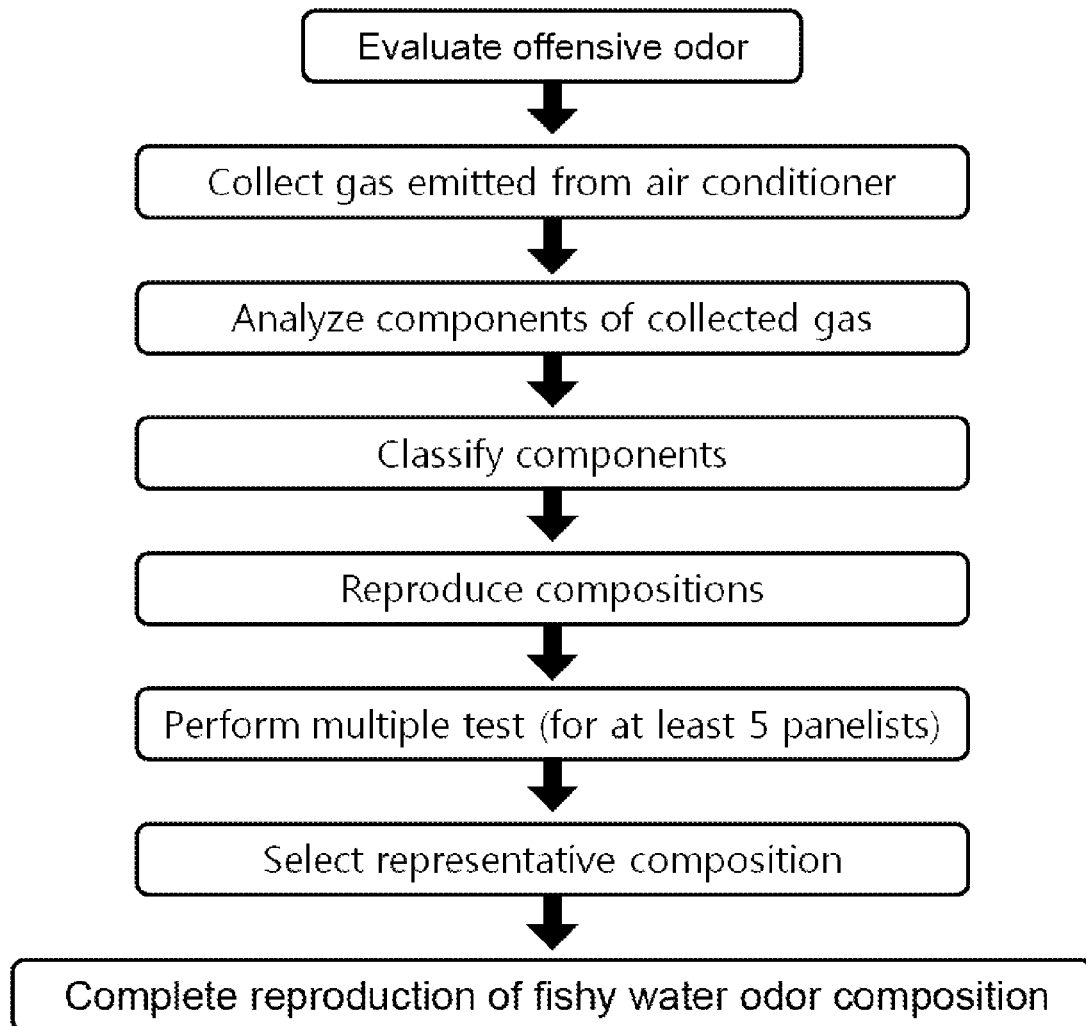 Evaluate offensive odor
Collect gas emitted from air conditioner
Analyze components of collected gas
Classify components
Reproduce compositions
Perform multiple test (for at least 5 panelists)
Select representative composition
Complete reproduction of fishy water odor composition